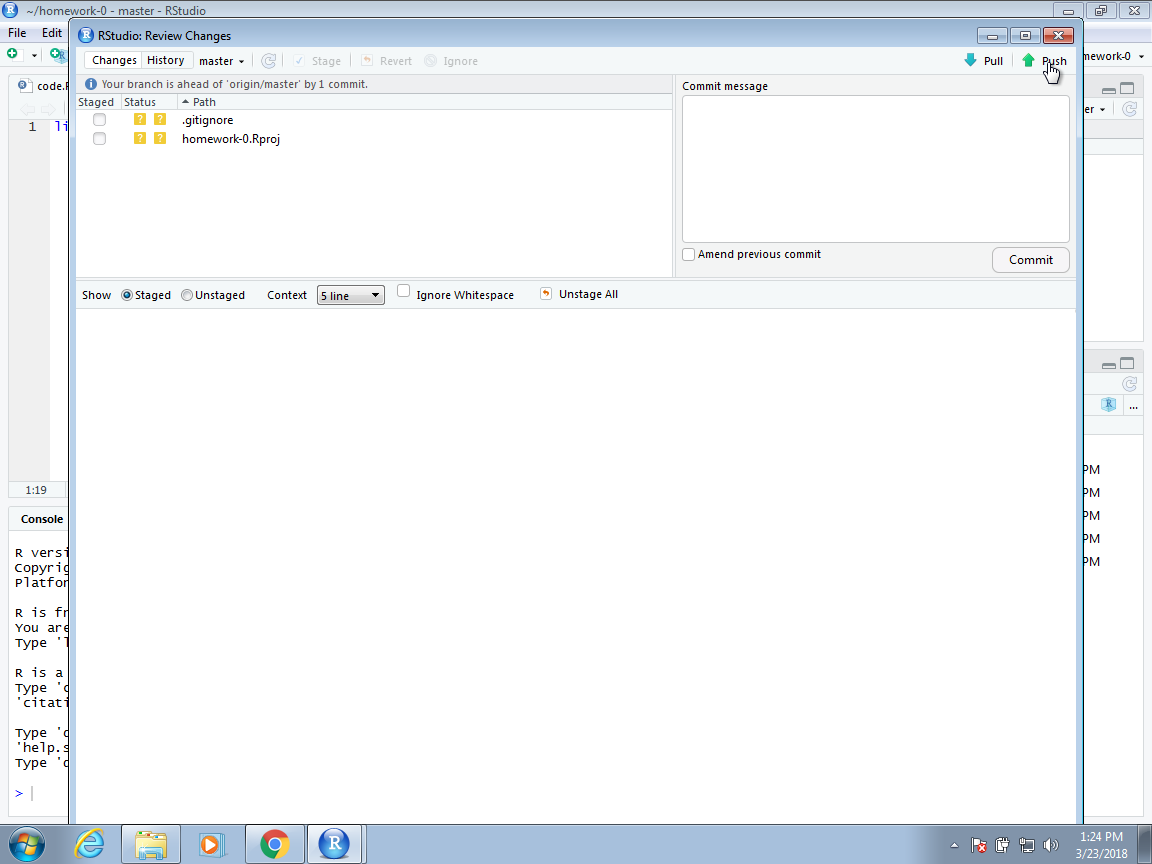 ~/homework-0 - master - RStudio
File Edit
RStudio: Review Changes
Changes History master Stage Revert Ignore Pull Push
mework-0
Your branch is ahead of 'origin/master' by 1 commit.
Staged Status Path
.gitignore
homework-0.Rproj
Commit message
Amend previous commit
Commit
Show Staged Unstaged Context 5 line Ignore Whitespace Unstage All
code.R
1 li
1:19
er
...
PM
PM
PM
PM
PM
Console
R versi
Copyrig
Platfor
R is fr
You are
Type 'l
R is a
Type 'c
'citati
Type 'd
'help.s
Type 'q
>
1:24 PM
3/23/2018